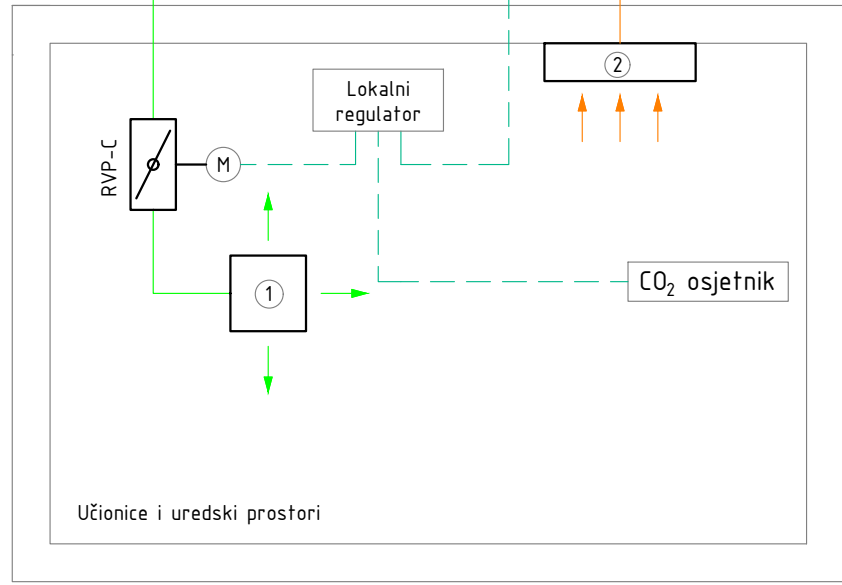 2
Lokalni
regulator
RVP-C
M
CO₂ osjetnik
1
Učionice i uredski prostori